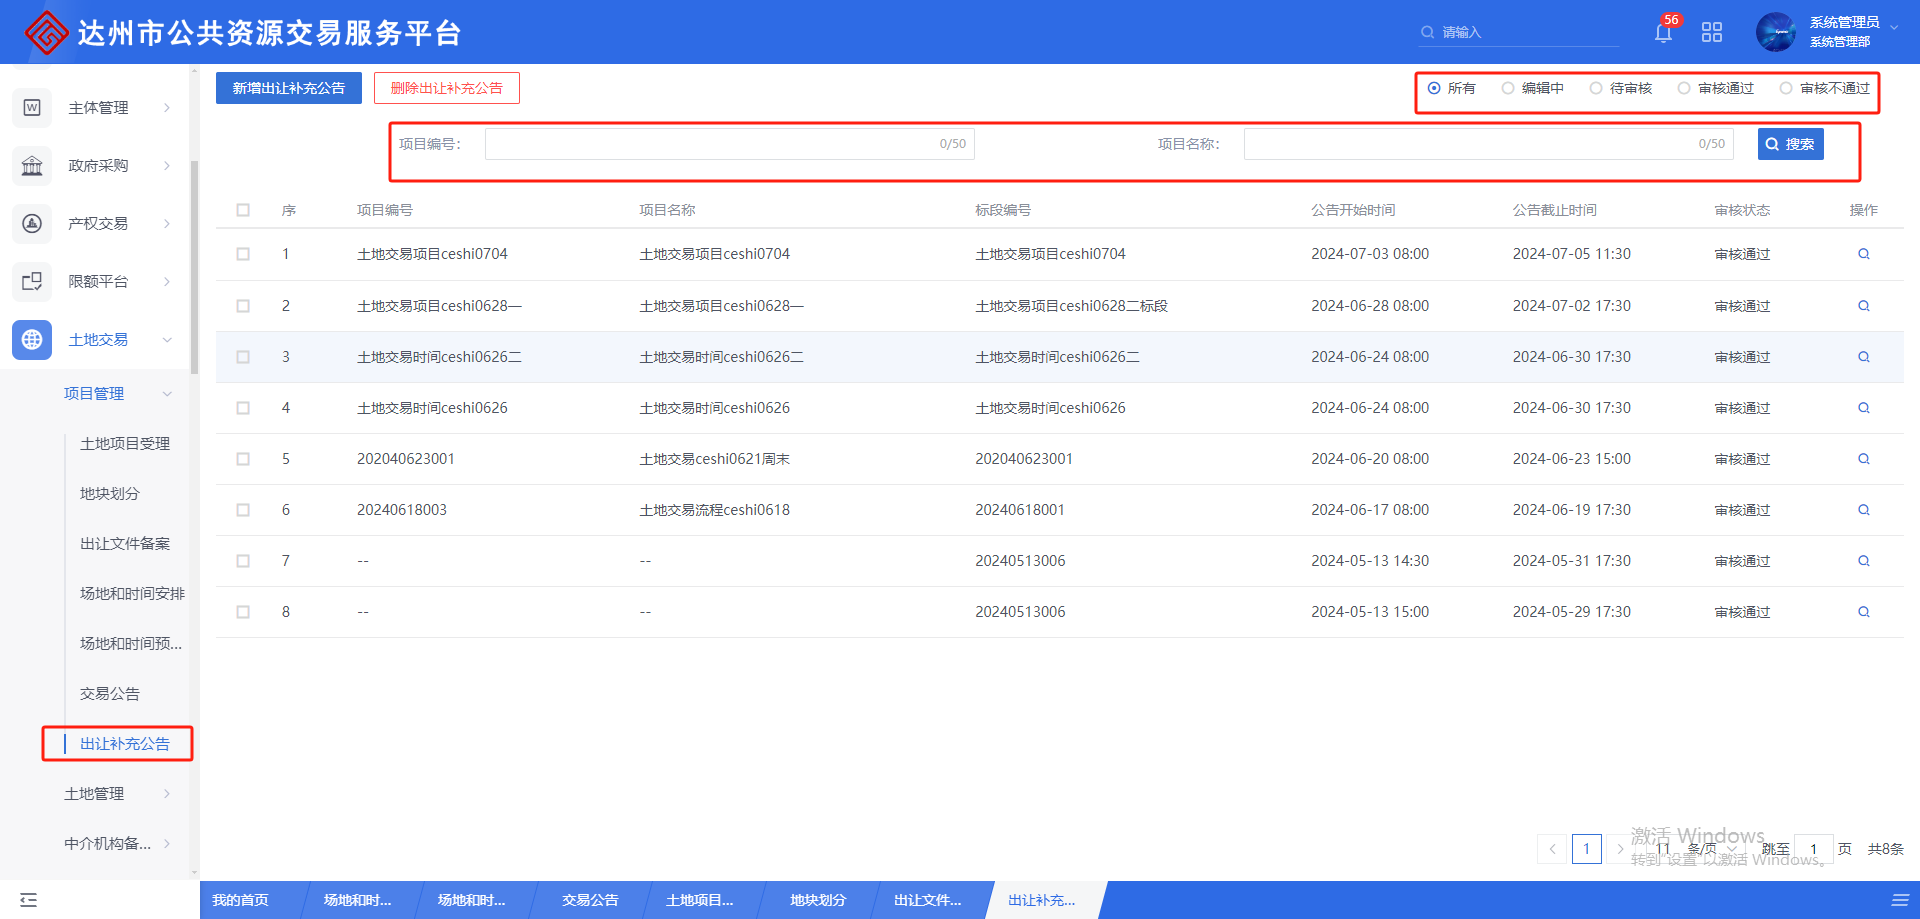 达州市公共资源交易服务平台
请输入
56
系统管理员
系统管理部
主体管理
政府采购
产权交易
限额平台
土地交易
项目管理
土地项目受理
地块划分
出让文件备案
场地和时间安排
场地和时间预...
交易公告
出让补充公告
土地管理
中介机构备...
新增出让补充公告 删除出让补充公告
所有 编辑中 待审核 审核通过 审核不通过
项目编号： 0/50 项目名称： 0/50 搜索
序 项目编号 项目名称 标段编号 公告开始时间 公告截止时间 审核状态 操作
1 土地交易项目ceshi0704 土地交易项目ceshi0704 土地交易项目ceshi0704 2024-07-03 08:00 2024-07-05 11:30 审核通过
2 土地交易项目ceshi0628一 土地交易项目ceshi0628一 土地交易项目ceshi0628二标段 2024-06-28 08:00 2024-07-02 17:30 审核通过
3 土地交易时间ceshi0626二 土地交易时间ceshi0626二 土地交易时间ceshi0626二 2024-06-24 08:00 2024-06-30 17:30 审核通过
4 土地交易时间ceshi0626 土地交易时间ceshi0626 土地交易时间ceshi0626 2024-06-24 08:00 2024-06-30 17:30 审核通过
5 202040623001 土地交易ceshi0621周末 202040623001 2024-06-20 08:00 2024-06-23 15:00 审核通过
6 20240618003 土地交易流程ceshi0618 20240618001 2024-06-17 08:00 2024-06-19 17:30 审核通过
7 -- -- 20240513006 2024-05-13 14:30 2024-05-31 17:30 审核通过
8 -- -- 20240513006 2024-05-13 15:00 2024-05-29 17:30 审核通过
1 11 条/页 跳至 1 页 共8条
激活 Windows
转到"设置"以激活 Windows。
我的首页 场地和时... 场地和时... 交易公告 土地项目... 地块划分 出让文件... 出让补充...